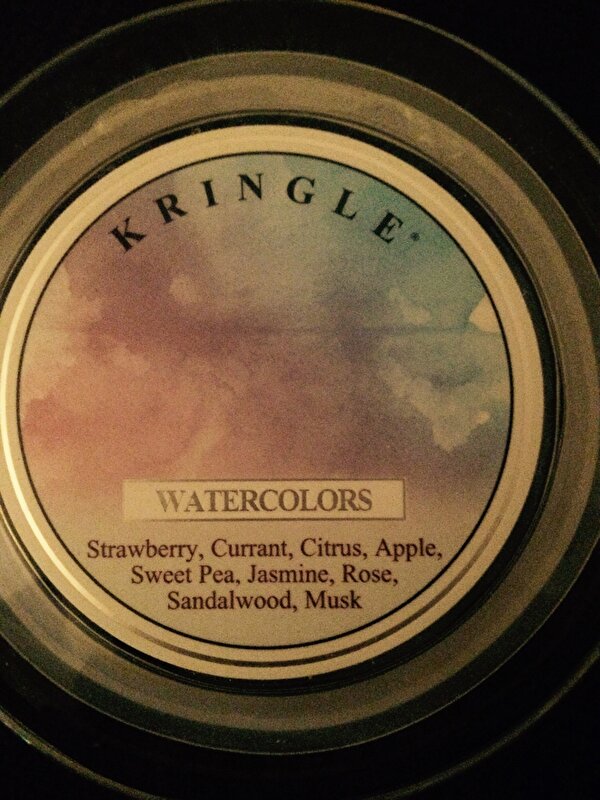 KRINGLE®
WATERCOLORS
Strawberry, Currant, Citrus, Apple,
Sweet Pea, Jasmine, Rose,
Sandalwood, Musk